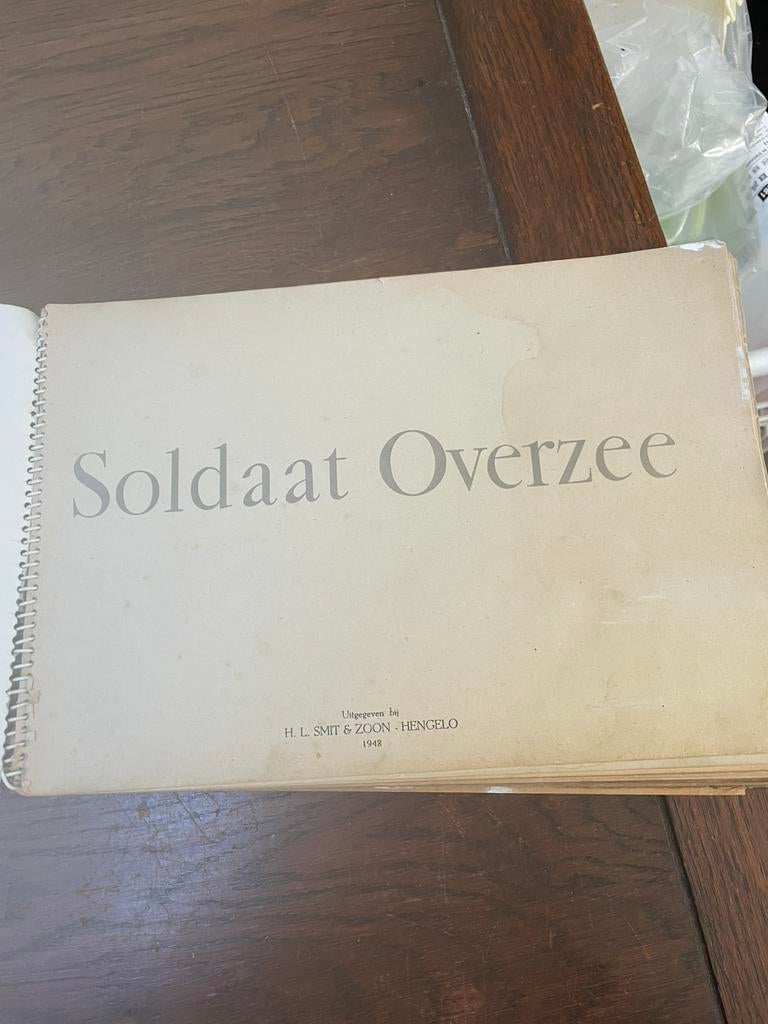 Soldaat Overzee
Uitgegeven bij
H. L. SMIT & ZOON - HENGELO
1948